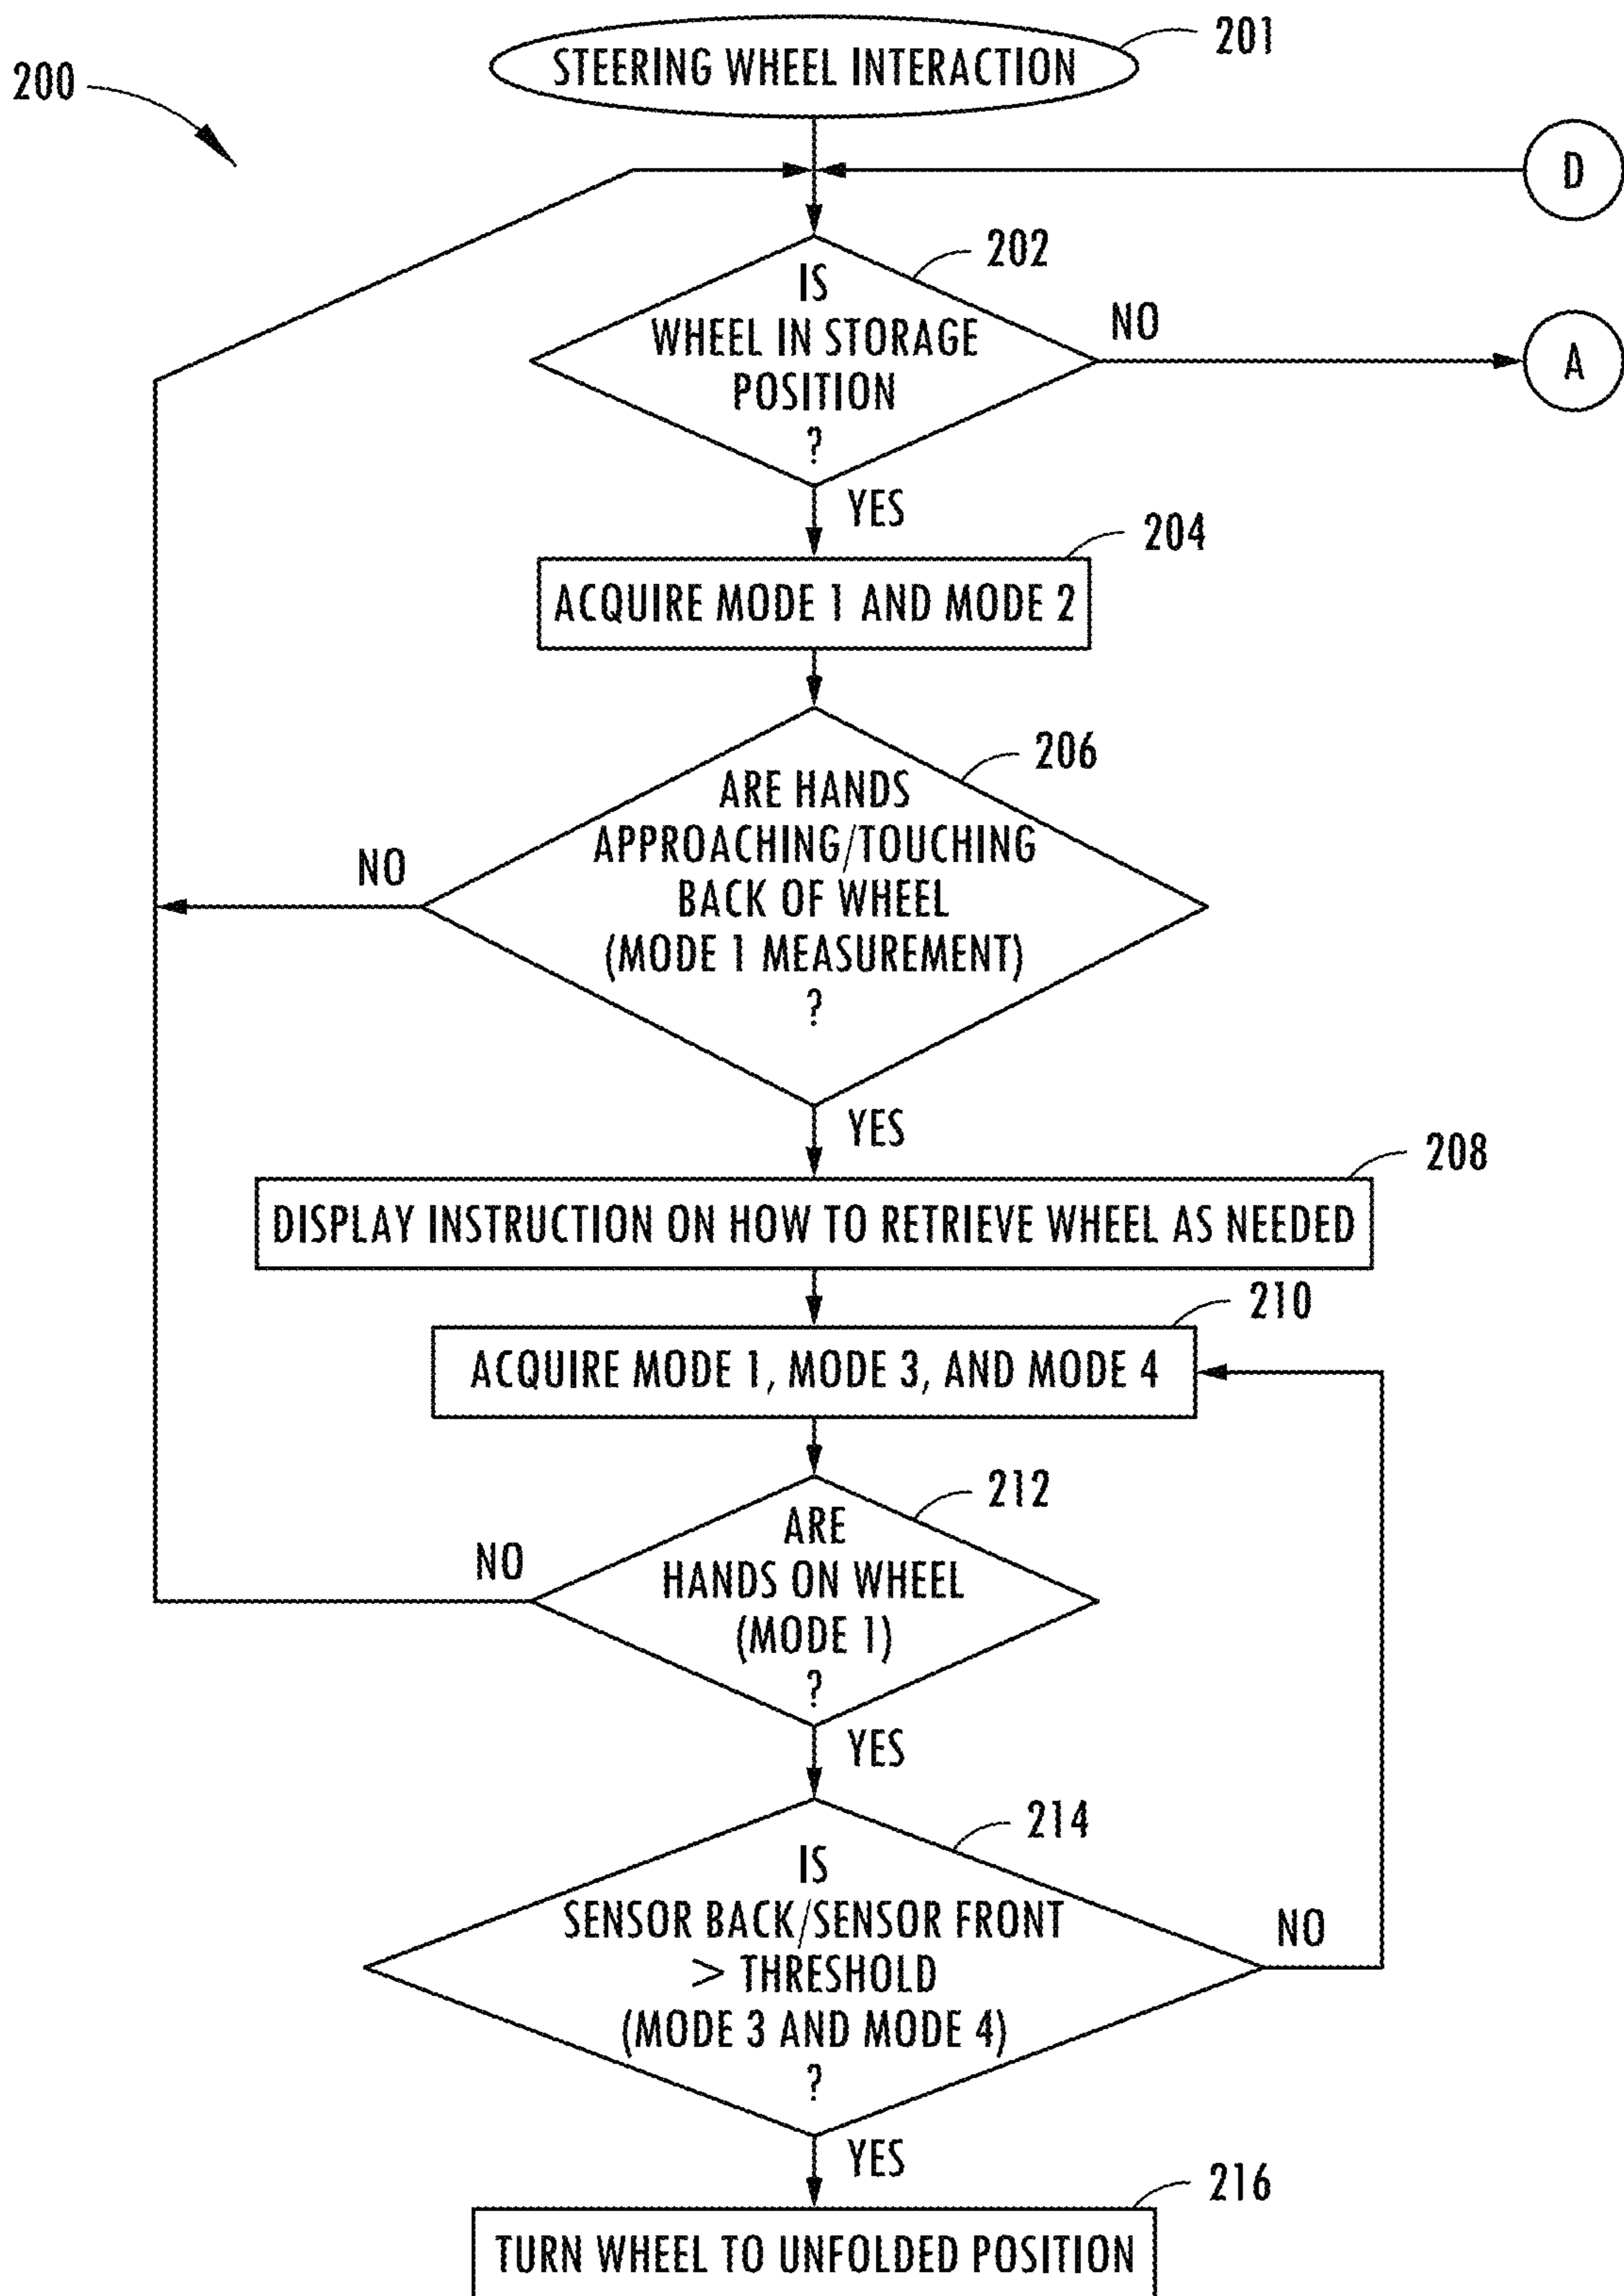 200
STEERING WHEEL INTERACTION
201
D
202
IS
WHEEL IN STORAGE
POSITION
?
NO
A
YES
204
ACQUIRE MODE 1 AND MODE 2
206
ARE HANDS
APPROACHING/TOUCHING
BACK OF WHEEL
(MODE 1 MEASUREMENT)
?
NO
YES
208
DISPLAY INSTRUCTION ON HOW TO RETRIEVE WHEEL AS NEEDED
210
ACQUIRE MODE 1, MODE 3, AND MODE 4
212
ARE
HANDS ON WHEEL
(MODE 1)
?
NO
YES
214
IS
SENSOR BACK/SENSOR FRONT
> THRESHOLD
(MODE 3 AND MODE 4)
?
NO
YES
216
TURN WHEEL TO UNFOLDED POSITION